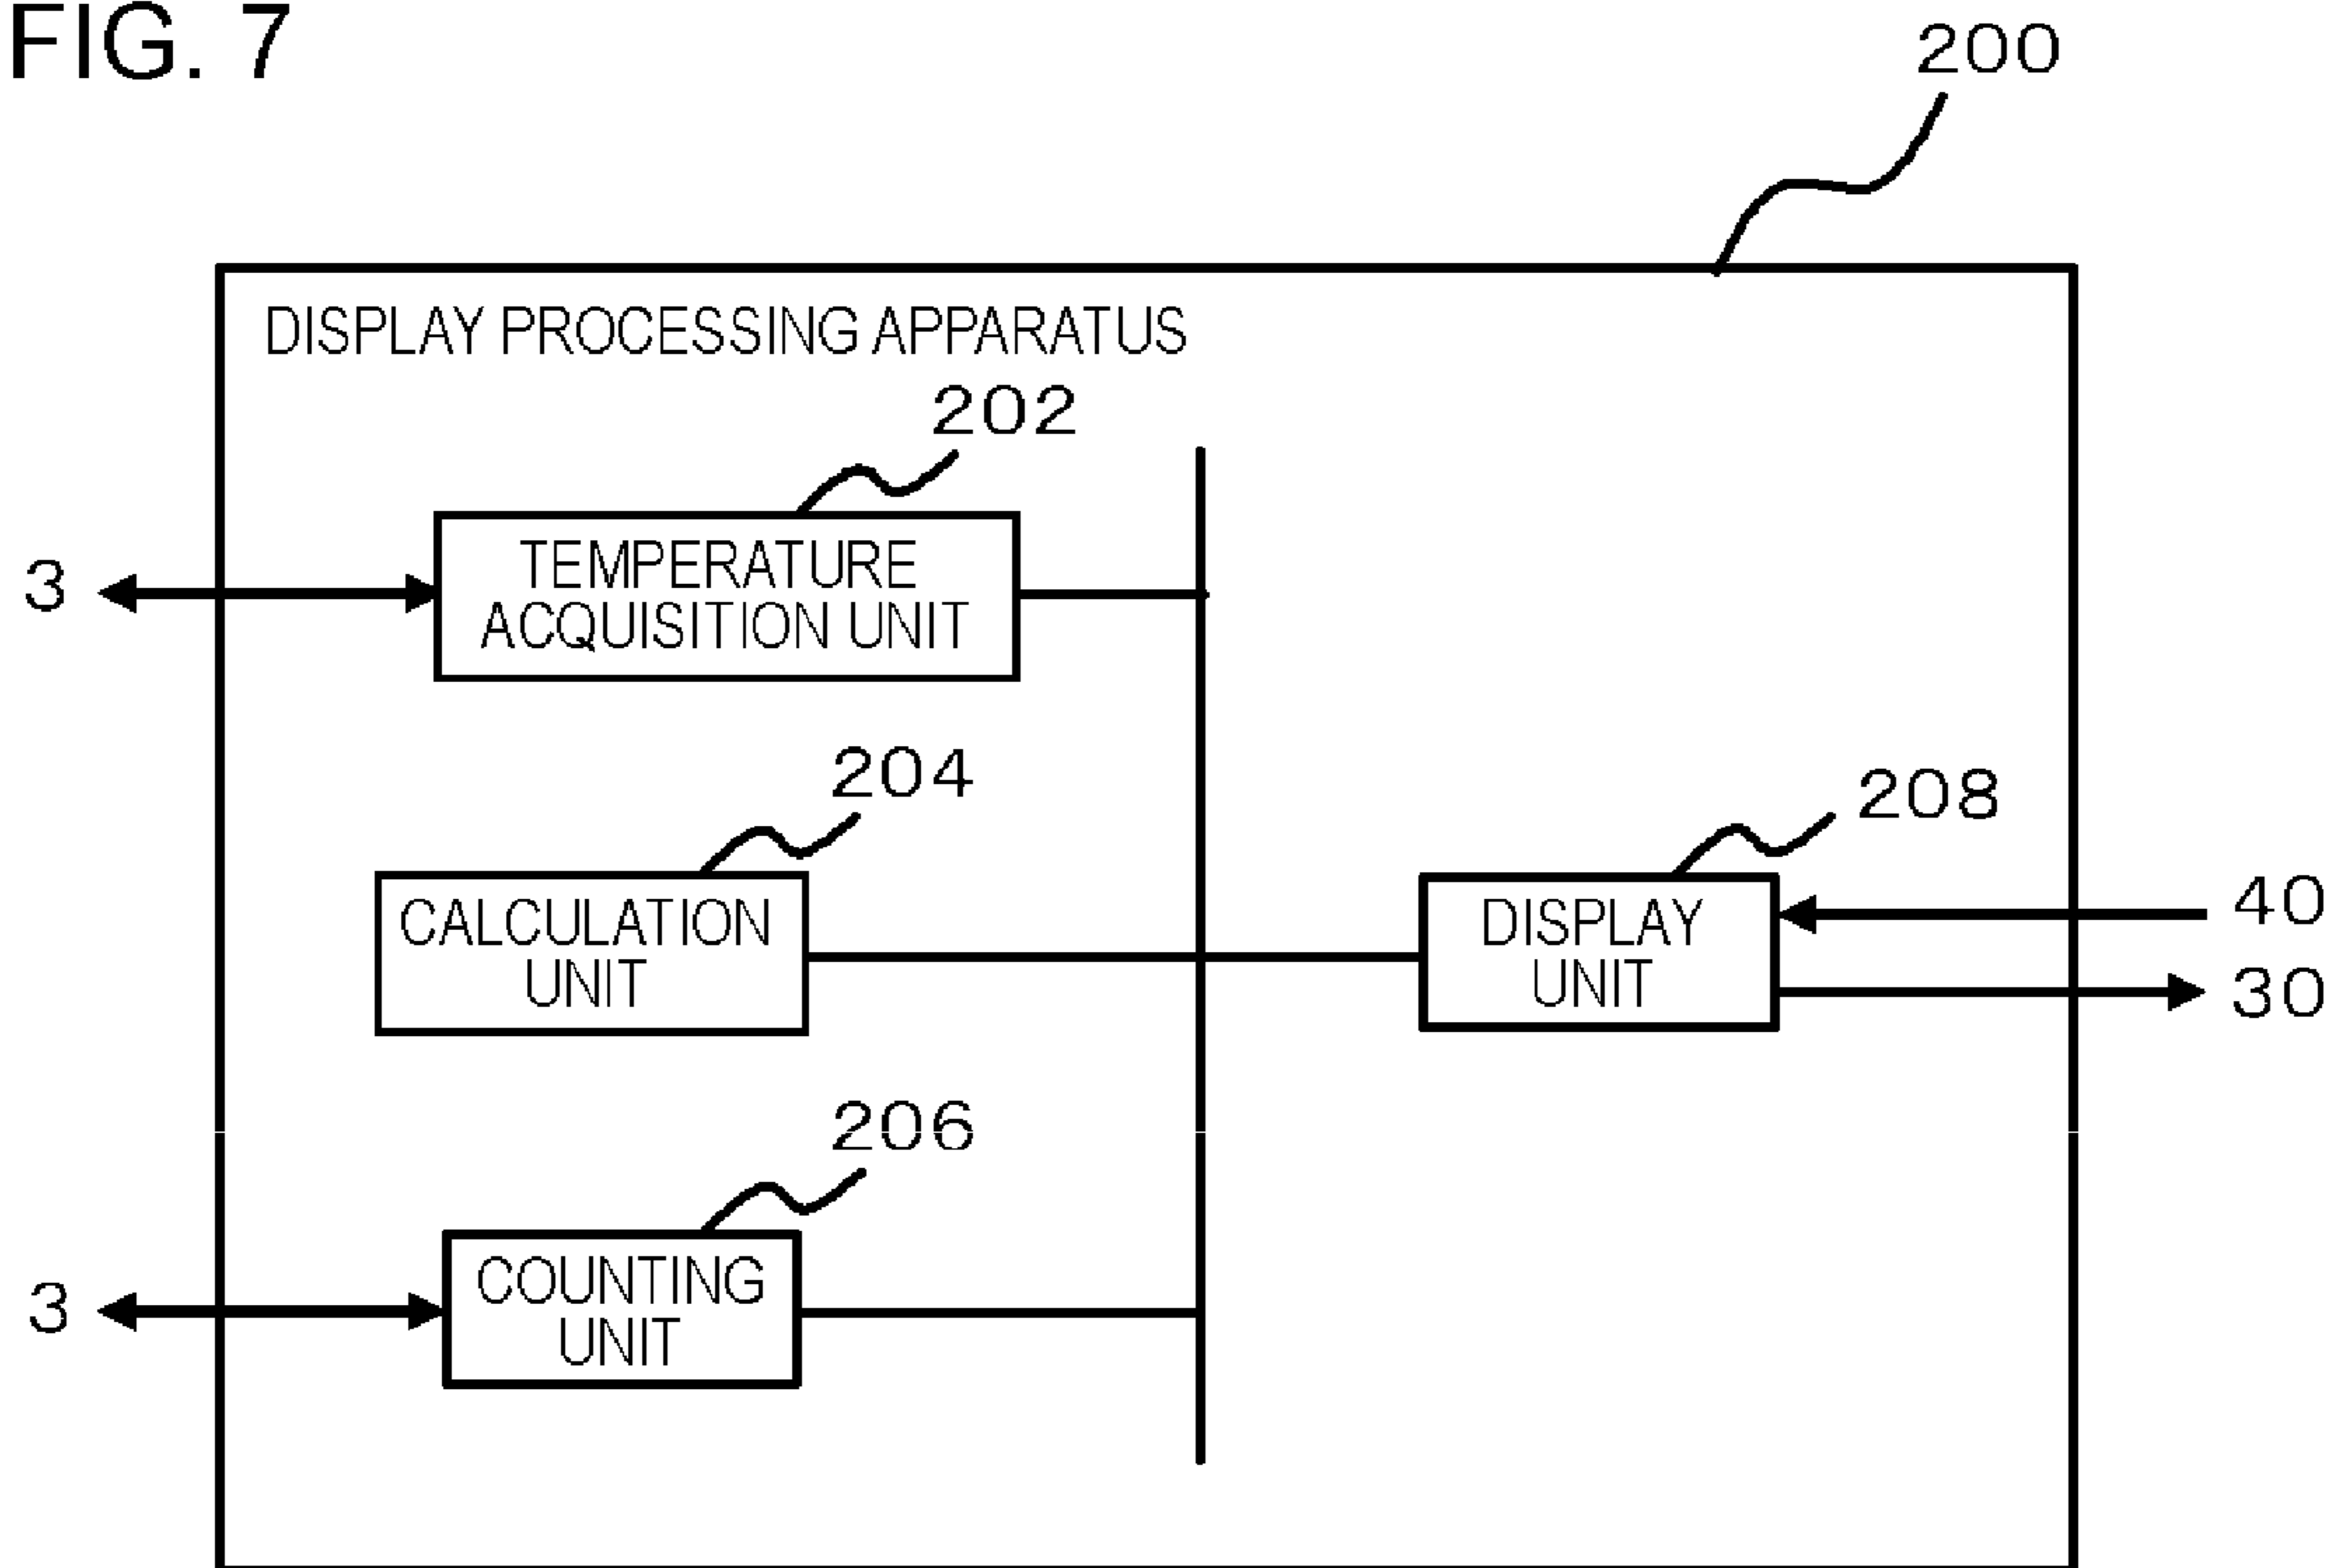 FIG. 7
200
DISPLAY PROCESSING APPARATUS
202
3
TEMPERATURE
ACQUISITION UNIT
204
CALCULATION
UNIT
208
DISPLAY
UNIT
40
30
206
3
COUNTING
UNIT